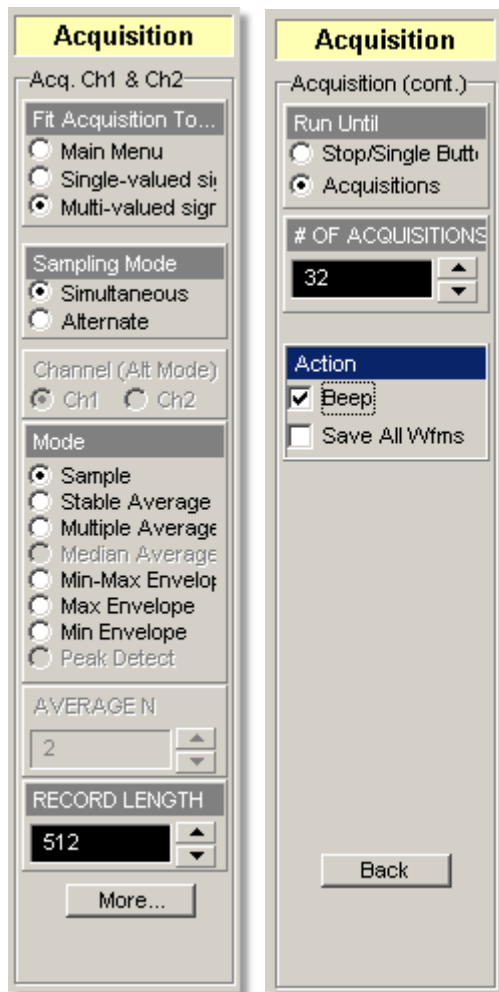 Acquisition
Acq. Ch1 & Ch2
Fit Acquisition To...
Main Menu
Single-valued si
Multi-valued sigr
Sampling Mode
Simultaneous
Alternate
Channel (Alt Mode)
Ch1 Ch2
Mode
Sample
Stable Average
Multiple Average
Median Average
Min-Max Envelop
Max Envelope
Min Envelope
Peak Detect
AVERAGE N
2
RECORD LENGTH
512
More...
Acquisition
Acquisition (cont.)
Run Until
Stop/Single Butt
Acquisitions
# OF ACQUISITIONS
32
Action
Beep
Save All Wfms
Back